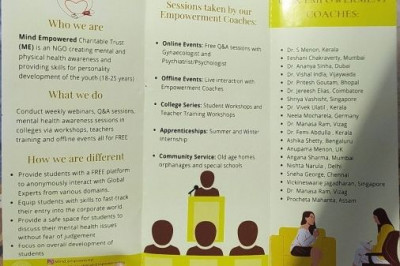 Who we are
Mind Empowered Charitable Trust
(ME) is an NGO creating mental and
physical health awareness and
providing skills for personality
development of the youth (18-25 years)
What we do
Conduct weekly webinars, Q&A sessions,
mental health awareness sessions in
colleges via workshops, teachers
training and offline events all for FREE
How we are different!
Provide students with a FREE platform
to anonymously interact with Global
Experts from various domains.
Equip students with skills to fast track
their entry into the corporate world.
Provide a safe space for students to
discuss their mental health issues
without fear of judgement
Focus on overall development of
students
Sessions taken by our
Empowerment Coaches:
Online Events: Free Q&A sessions with
Gynaecologist and
Psychiatrist/Psychologist
Offline Events: Live interaction with
Empowerment Coaches
College Series: Student Workshops and
Teacher Training Workshops
Apprenticeships: Summer and Winter
internship
Community Service: Old age homes,
orphanages and special schools
COACHES:
Dr. S Menon, Kerala
Seshani Chakravarthy, Mumbai
Dr. Ananya Sinha, Dubai
Dr. Vishal Indla, Vijaywada
Dr. Pritesh Goutam, Bhopal
Dr. Jereesh Elias, Coimbatore
Shriya Vashisht, Singapore
Dr. Vivek Ulasit, Kerala
Neeta Mocharela, Germany
Dr. Manasa Ram, Vizag
Dr. Femi Abdulla, Kerala
Ashika Shetty, Bengaluru
Anupama Menon, UK
Angana Sharma, Mumbai
Nishta Narula, Delhi
Sneha George, Chennai
Vickineswarie Jagadharan, Singapore
Dr. Manasa Ram, Vizag
Procheta Mahanta, Assam